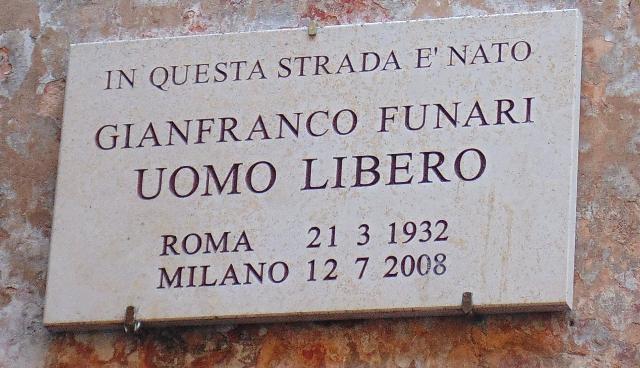 IN QUESTA STRADA E' NATO
GIANFRANCO FUNARI
UOMO LIBERO
ROMA 21 3 1932
MILANO 12 7 2008